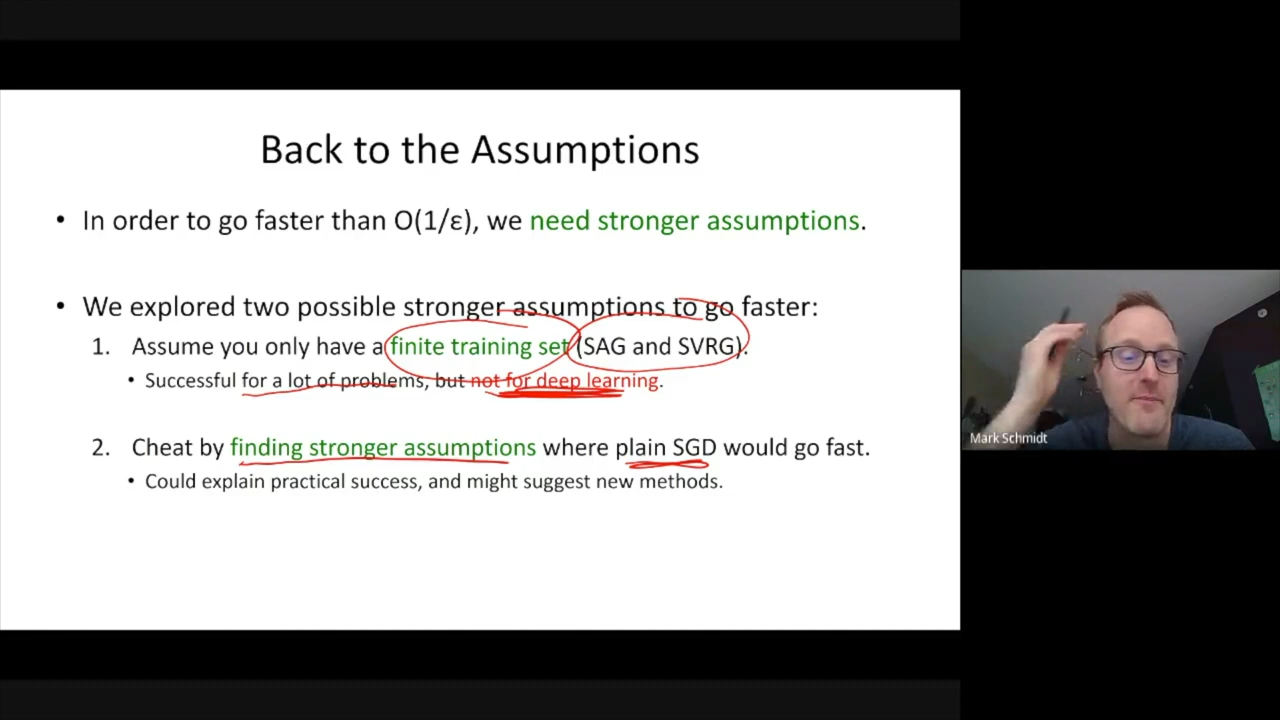 Back to the Assumptions
• In order to go faster than O(1/ε), we need stronger assumptions.
• We explored two possible stronger assumptions to go faster:
1. Assume you only have a finite training set (SAG and SVRG).
• Successful for a lot of problems, but not for deep learning.
2. Cheat by finding stronger assumptions where plain SGD would go fast.
• Could explain practical success, and might suggest new methods.
Mark Schmidt